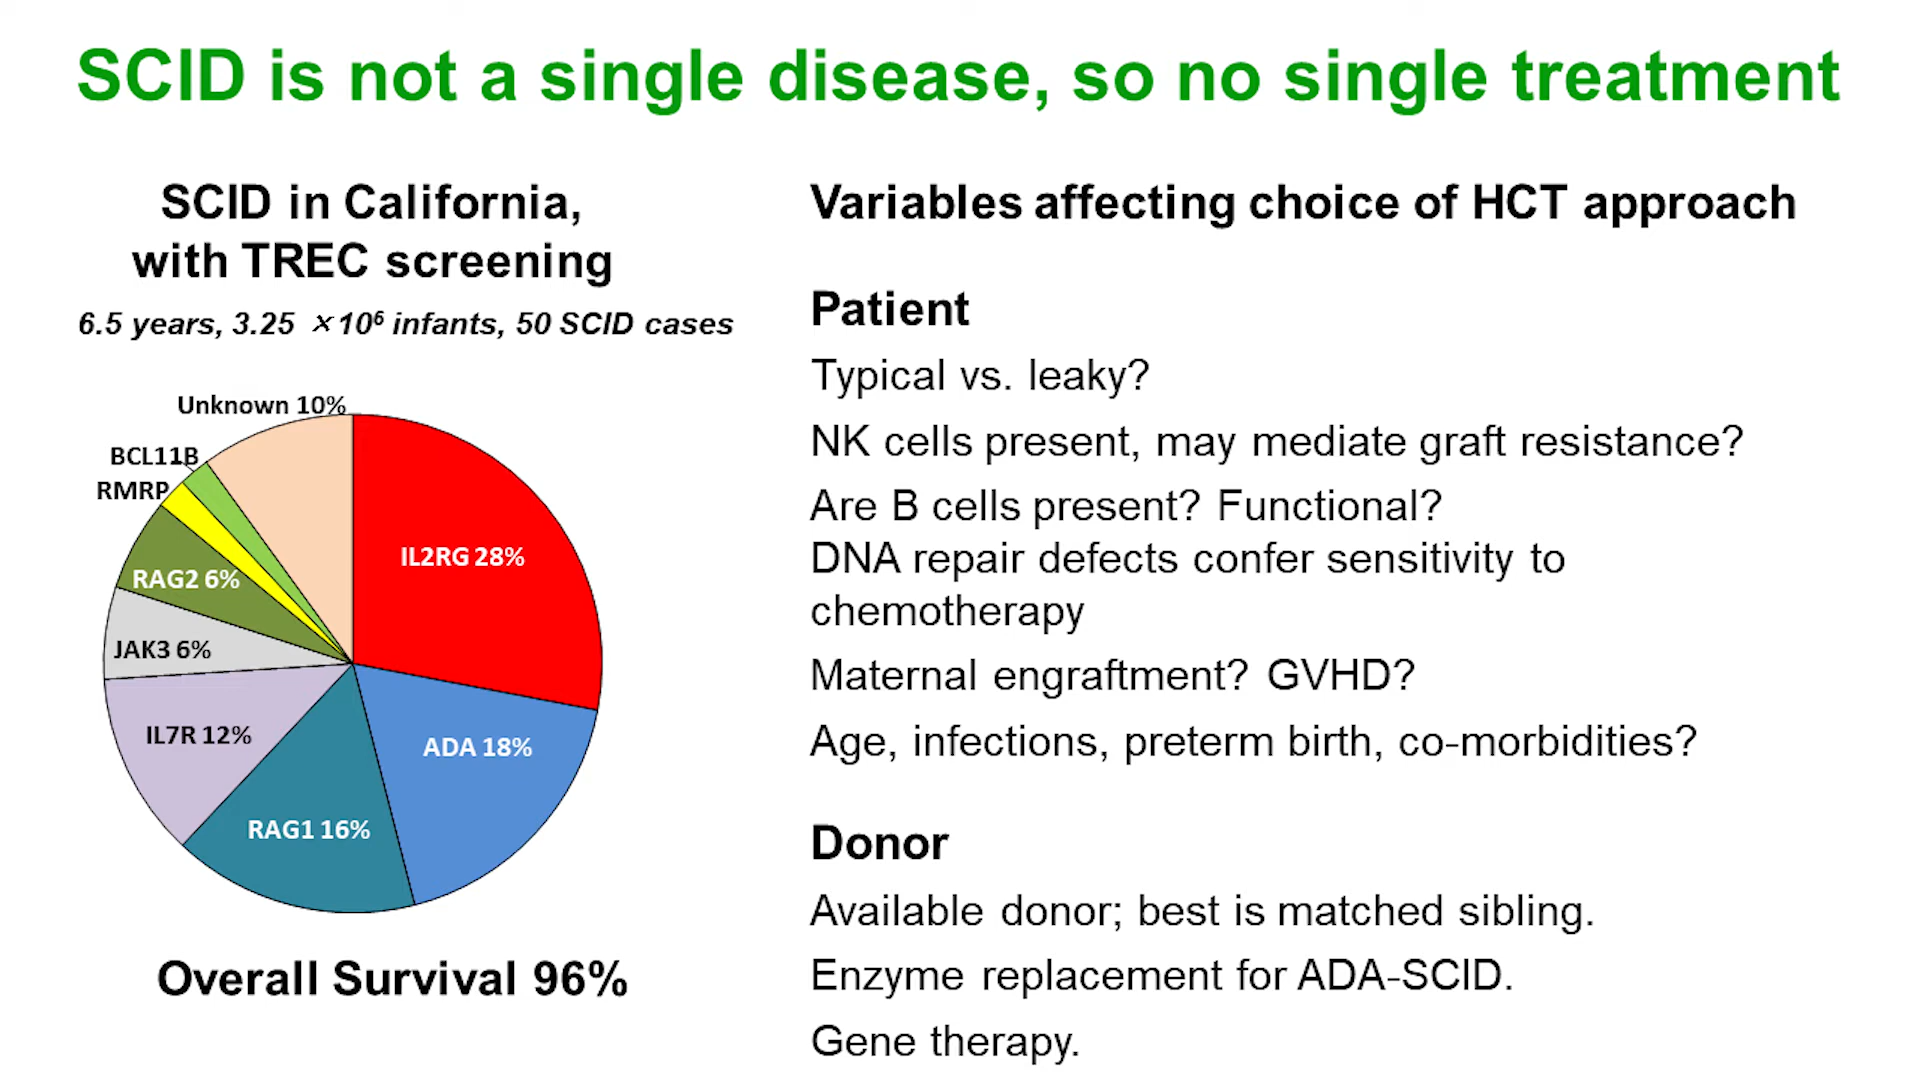 SCID is not a single disease, so no single treatment
SCID in California,
with TREC screening
6.5 years, 3.25 ×10⁶ infants, 50 SCID cases
Unknown 10%
BCL11B
RMRP
RAG2 6%
JAK3 6%
IL7R 12%
RAG1 16%
ADA 18%
IL2RG 28%
Overall Survival 96%
Variables affecting choice of HCT approach
Patient
Typical vs. leaky?
NK cells present, may mediate graft resistance?
Are B cells present? Functional?
DNA repair defects confer sensitivity to
chemotherapy
Maternal engraftment? GVHD?
Age, infections, preterm birth, co-morbidities?
Donor
Available donor; best is matched sibling.
Enzyme replacement for ADA-SCID.
Gene therapy.